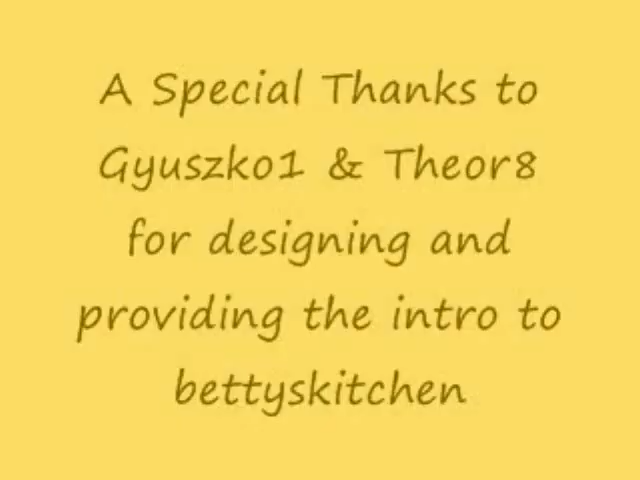 A Special Thanks to
Gyuszko1 & Theor8
for designing and
providing the intro to
bettyskitchen